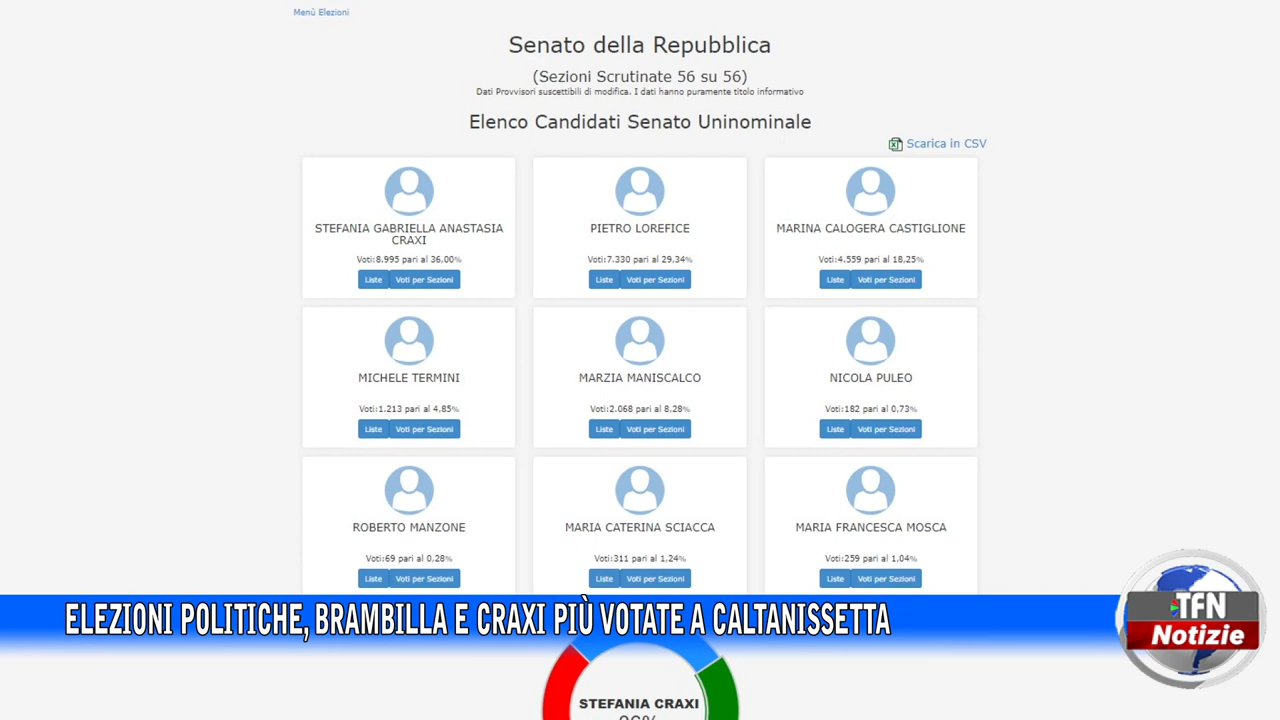 Menù Elezioni
Senato della Repubblica
(Sezioni Scrutinate 56 su 56)
Dati Provvisori suscettibili di modifica. I dati hanno puramente titolo informativo
Elenco Candidati Senato Uninominale
Scarica in CSV
STEFANIA GABRIELLA ANASTASIA
CRAXI
Voti:8.995 pari al 36,00%
Liste Voti per Sezioni
PIETRO LOREFICE
Voti:7.330 pari al 29,34%
Liste Voti per Sezioni
MARINA CALOGERA CASTIGLIONE
Voti:4.559 pari al 18,25%
Liste Voti per Sezioni
MICHELE TERMINI
Voti:1.213 pari al 4,85%
Liste Voti per Sezioni
MARZIA MANISCALCO
Voti:2.068 pari al 8,28%
Liste Voti per Sezioni
NICOLA PULEO
Voti:182 pari al 0,73%
Liste Voti per Sezioni
ROBERTO MANZONE
Voti:69 pari al 0,28%
Liste Voti per Sezioni
MARIA CATERINA SCIACCA
Voti:311 pari al 1,24%
Liste Voti per Sezioni
MARIA FRANCESCA MOSCA
Voti:259 pari al 1,04%
Liste Voti per Sezioni
ELEZIONI POLITICHE, BRAMBILLA E CRAXI PIÙ VOTATE A CALTANISSETTA
TFN
Notizie
STEFANIA CRAXI